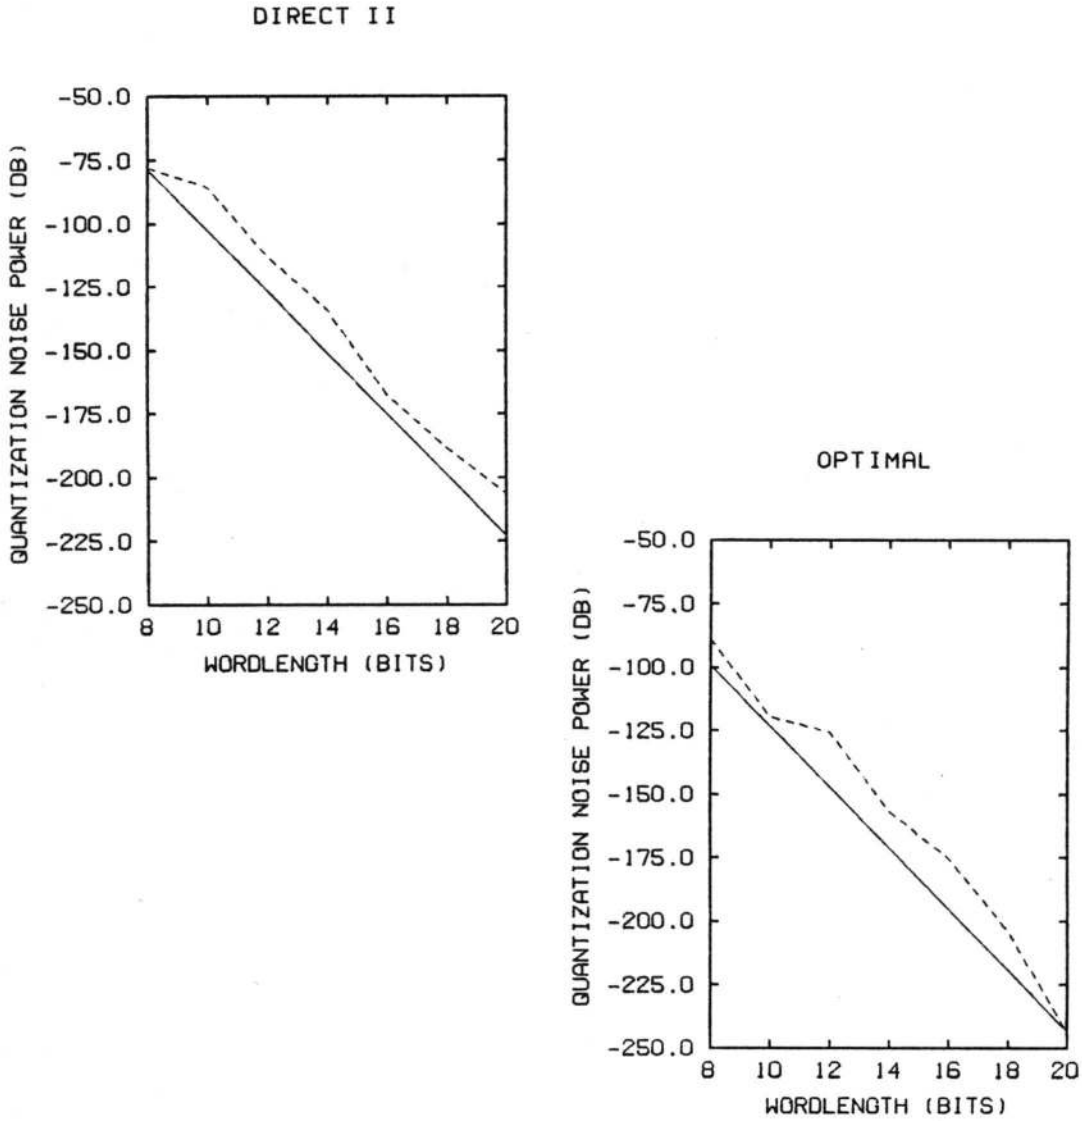 DIRECT II
QUANTIZATION NOISE POWER (DB)
-50.0
-75.0
-100.0
-125.0
-150.0
-175.0
-200.0
-225.0
-250.0
8 10 12 14 16 18 20
WORDLENGTH (BITS)
OPTIMAL
QUANTIZATION NOISE POWER (DB)
-50.0
-75.0
-100.0
-125.0
-150.0
-175.0
-200.0
-225.0
-250.0
8 10 12 14 16 18 20
WORDLENGTH (BITS)